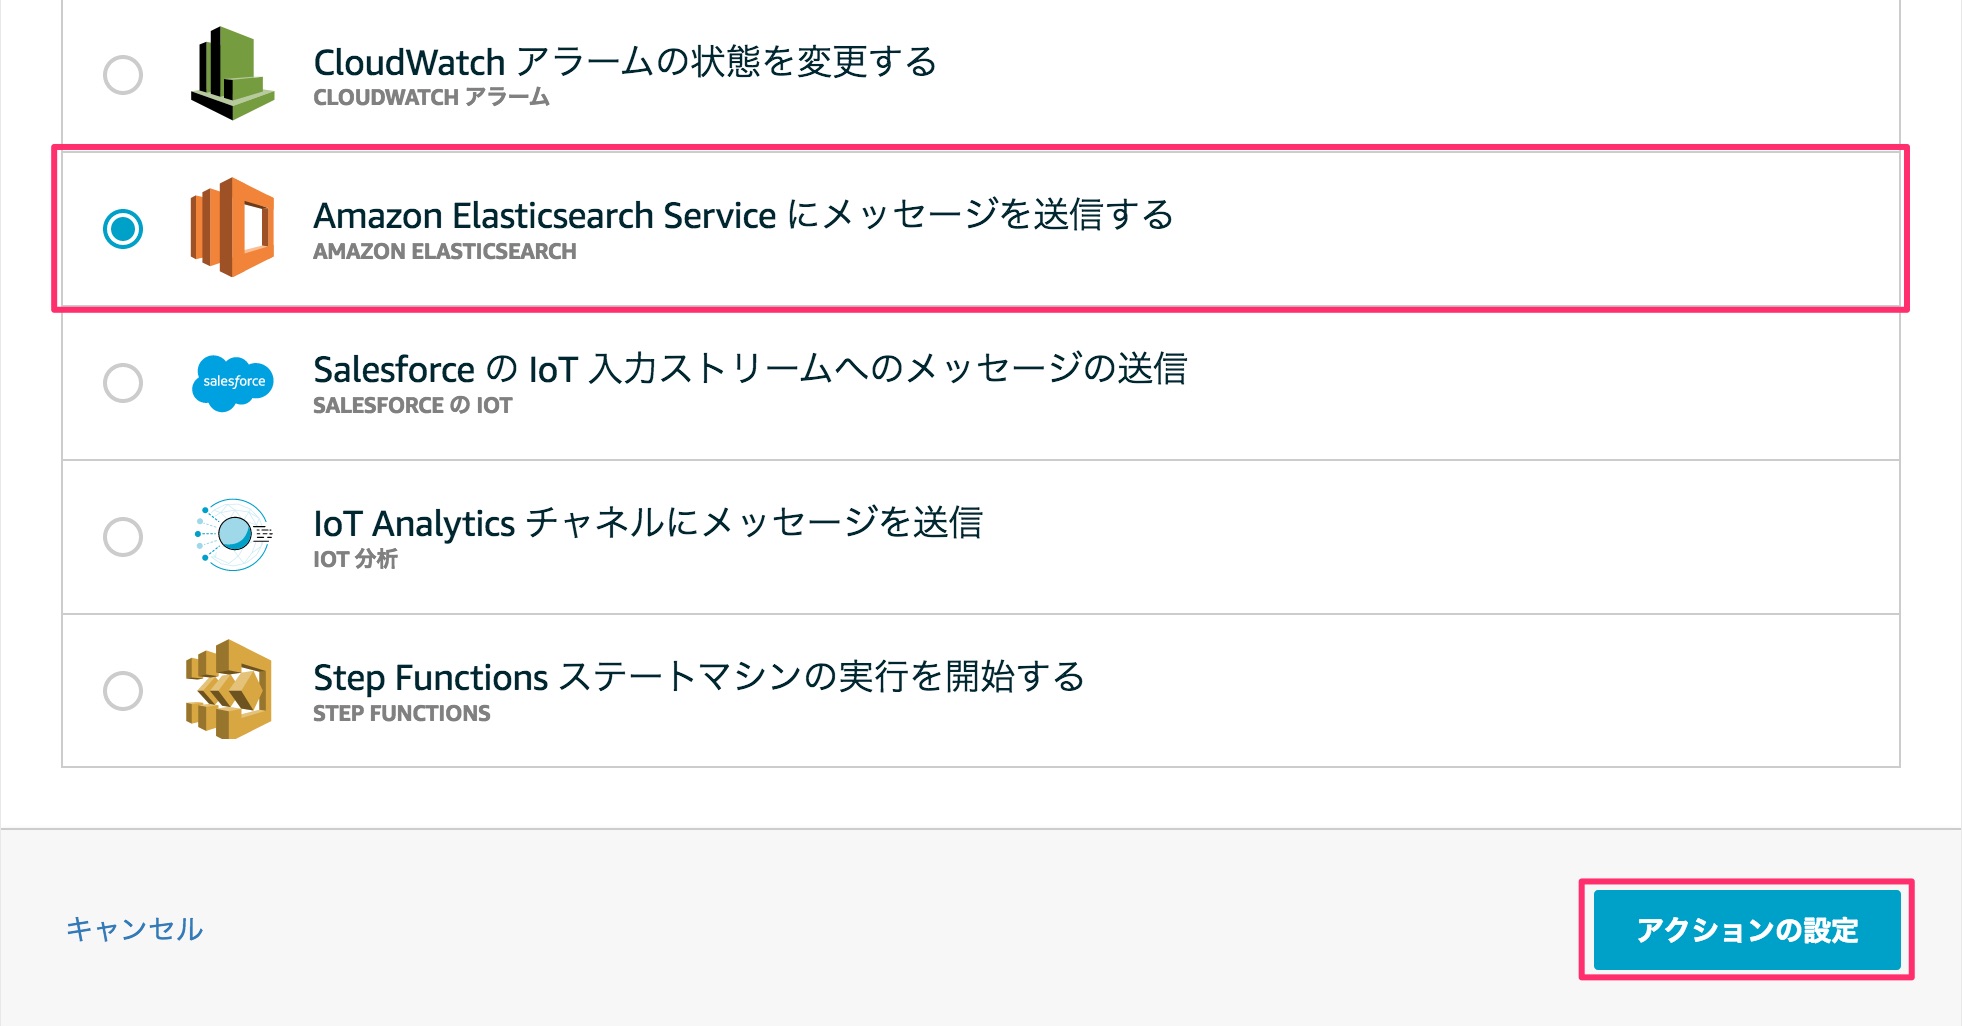 CloudWatch アラームの状態を変更する
CLOUDWATCH アラーム
Amazon Elasticsearch Service にメッセージを送信する
AMAZON ELASTICSEARCH
salesforce
Salesforce の IoT 入力ストリームへのメッセージの送信
SALESFORCE の IOT
IoT Analytics チャネルにメッセージを送信
IOT 分析
Step Functions ステートマシンの実行を開始する
STEP FUNCTIONS
キャンセル
アクションの設定